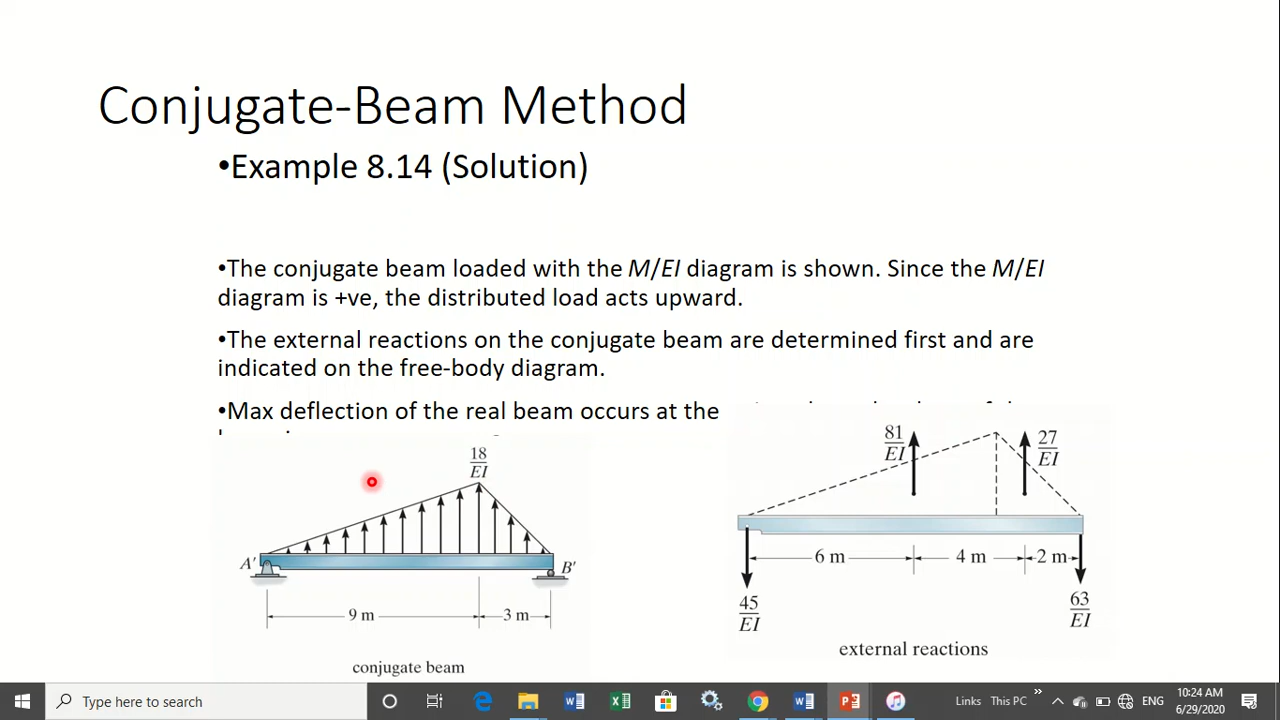 Conjugate-Beam Method
•Example 8.14 (Solution)
•The conjugate beam loaded with the M/EI diagram is shown. Since the M/EI
diagram is +ve, the distributed load acts upward.
•The external reactions on the conjugate beam are determined first and are
indicated on the free-body diagram.
•Max deflection of the real beam occurs at the
18
EI
A'
B'
9 m
3 m
conjugate beam
81
EI
27
EI
6 m
4 m
2 m
45
EI
63
EI
external reactions
Type here to search
Links
This PC
»
ENG
10:24 AM
6/29/2020